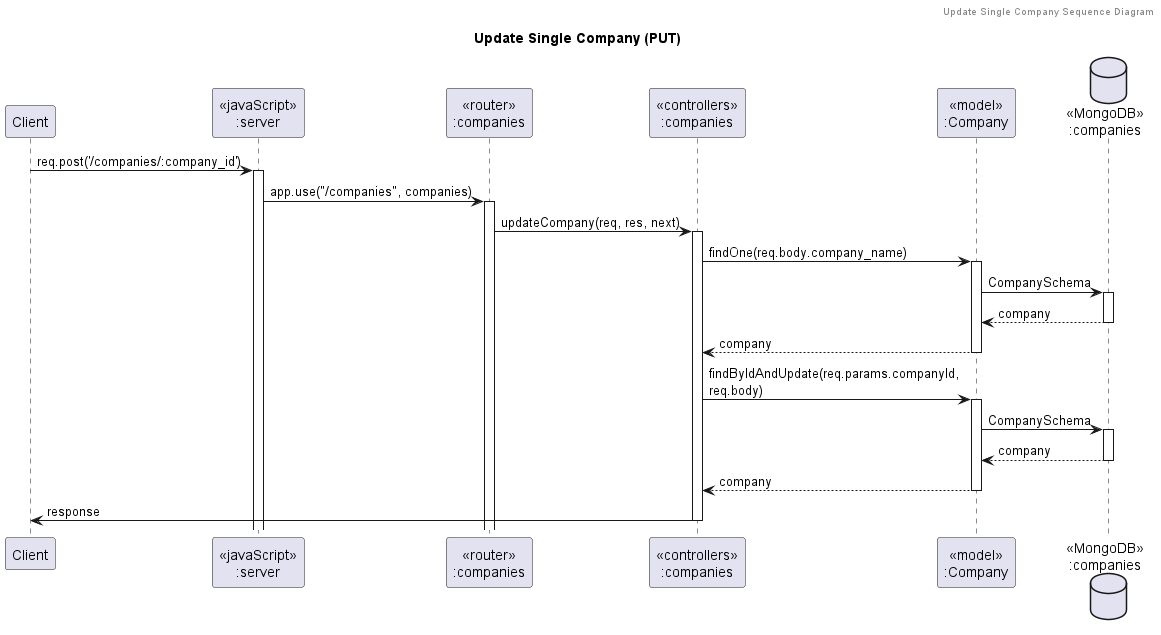 Update Single Company Sequence Diagram
Update Single Company (PUT)
Client
«javaScript»
:server
«router»
:companies
«controllers»
:companies
«model»
:Company
«MongoDB»
:companies
req.post('/companies/:company_id')
app.use("/companies", companies)
updateCompany(req, res, next)
findOne(req.body.company_name)
CompanySchema
company
company
findByIdAndUpdate(req.params.companyId,
req.body)
CompanySchema
company
company
response
Client
«javaScript»
:server
«router»
:companies
«controllers»
:companies
«model»
:Company
«MongoDB»
:companies